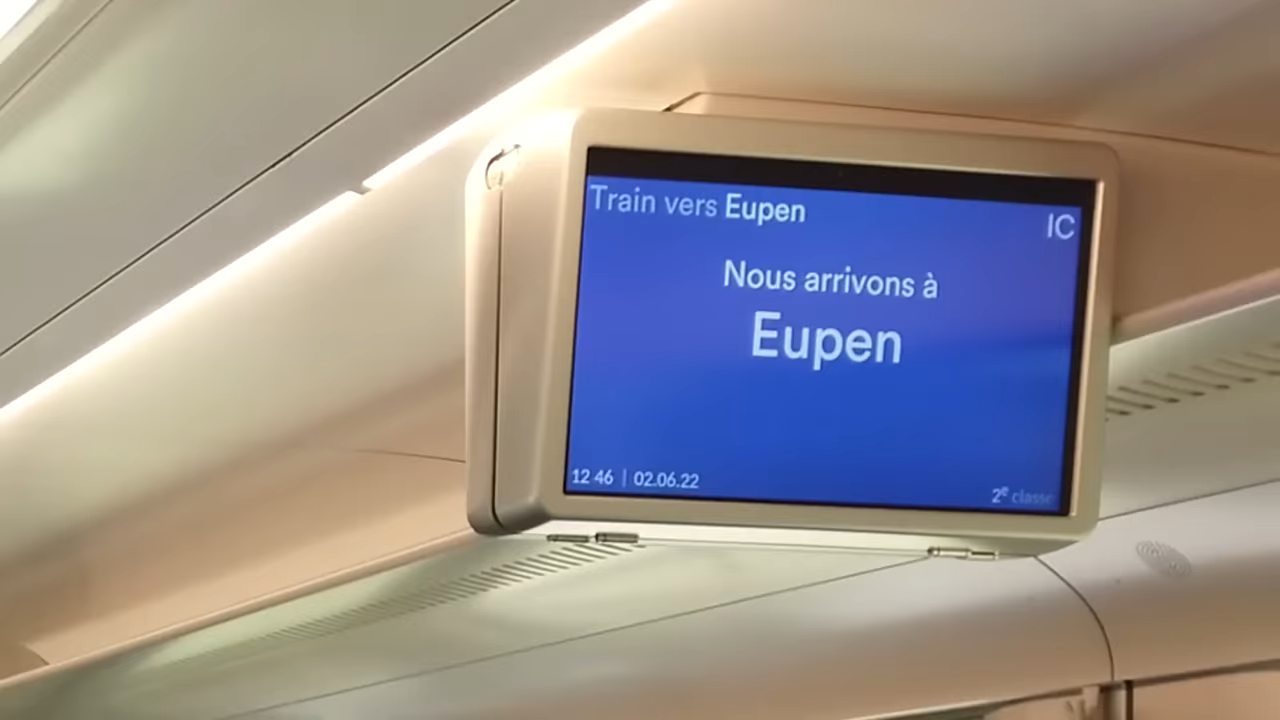 Train vers Eupen
IC
Nous arrivons à
Eupen
12 46 | 02.06.22
2e classe